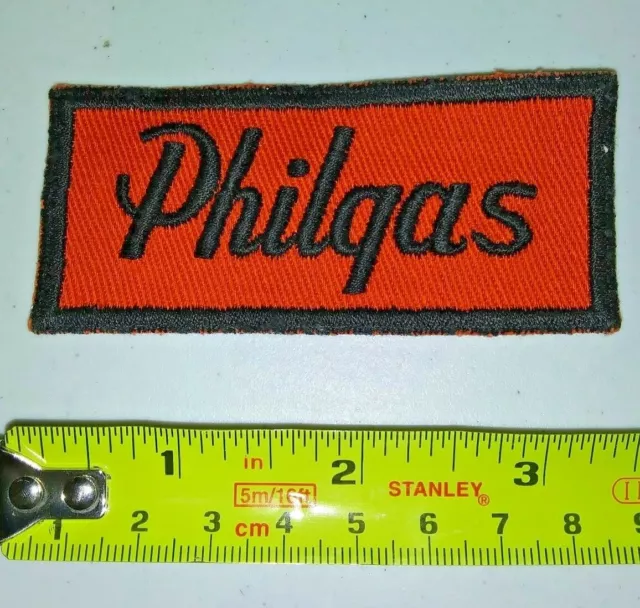 Philgas
1 in 2 3
5m/16ft STANLEY®
1 2 3 cm 4 5 6 7 8 9